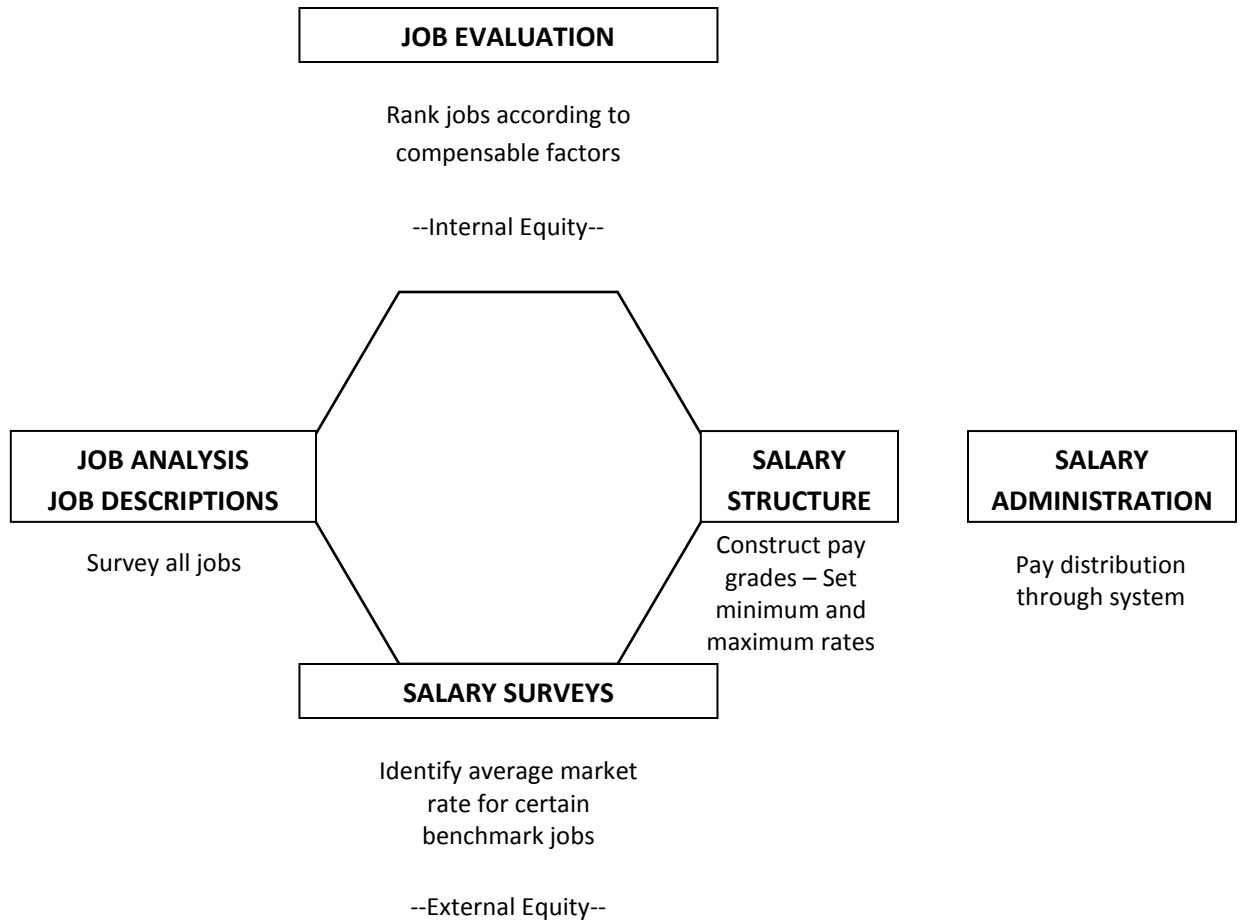 JOB EVALUATION
Rank jobs according to
compensable factors
--Internal Equity--
JOB ANALYSIS
JOB DESCRIPTIONS
Survey all jobs
SALARY
STRUCTURE
Construct pay
grades – Set
minimum and
maximum rates
SALARY
ADMINISTRATION
Pay distribution
through system
SALARY SURVEYS
Identify average market
rate for certain
benchmark jobs
--External Equity--